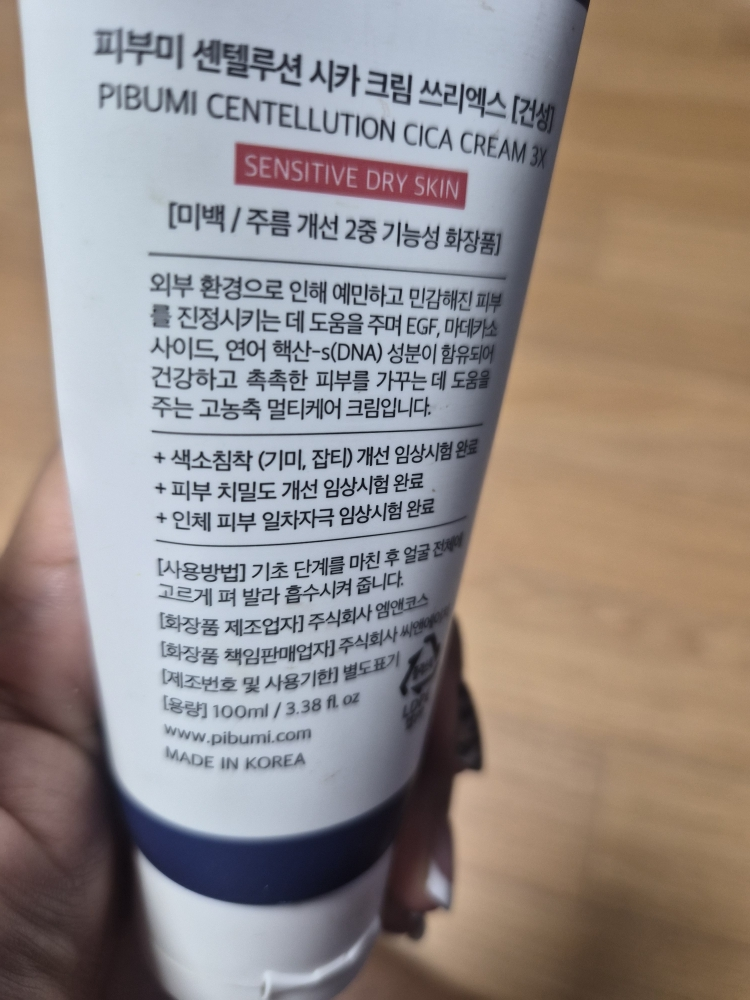 피부미 센텔루션 시카 크림 쓰리엑스 [건성]
PIBUMI CENTELLUTION CICA CREAM 3X
SENSITIVE DRY SKIN
[미백 / 주름 개선 2중 기능성 화장품]
외부 환경으로 인해 예민하고 민감해진 피부
를 진정시키는 데 도움을 주며 EGF, 마데카소
사이드, 연어 핵산-s(DNA) 성분이 함유되어
건강하고 촉촉한 피부를 가꾸는 데 도움을
주는 고농축 멀티케어 크림입니다.
+ 색소침착 (기미, 잡티) 개선 임상시험 완료
+ 피부 치밀도 개선 임상시험 완료
+ 인체 피부 일차자극 임상시험 완료
[사용방법] 기초 단계를 마친 후 얼굴 전체에
고르게 펴 발라 흡수시켜 줍니다.
[화장품 제조업자] 주식회사 엠앤코스
[화장품 책임판매업자] 주식회사
[제조번호 및 사용기한] 별도표기
[용량] 100ml / 3.38 fl. oz
www.pibumi.com
MADE IN KOREA